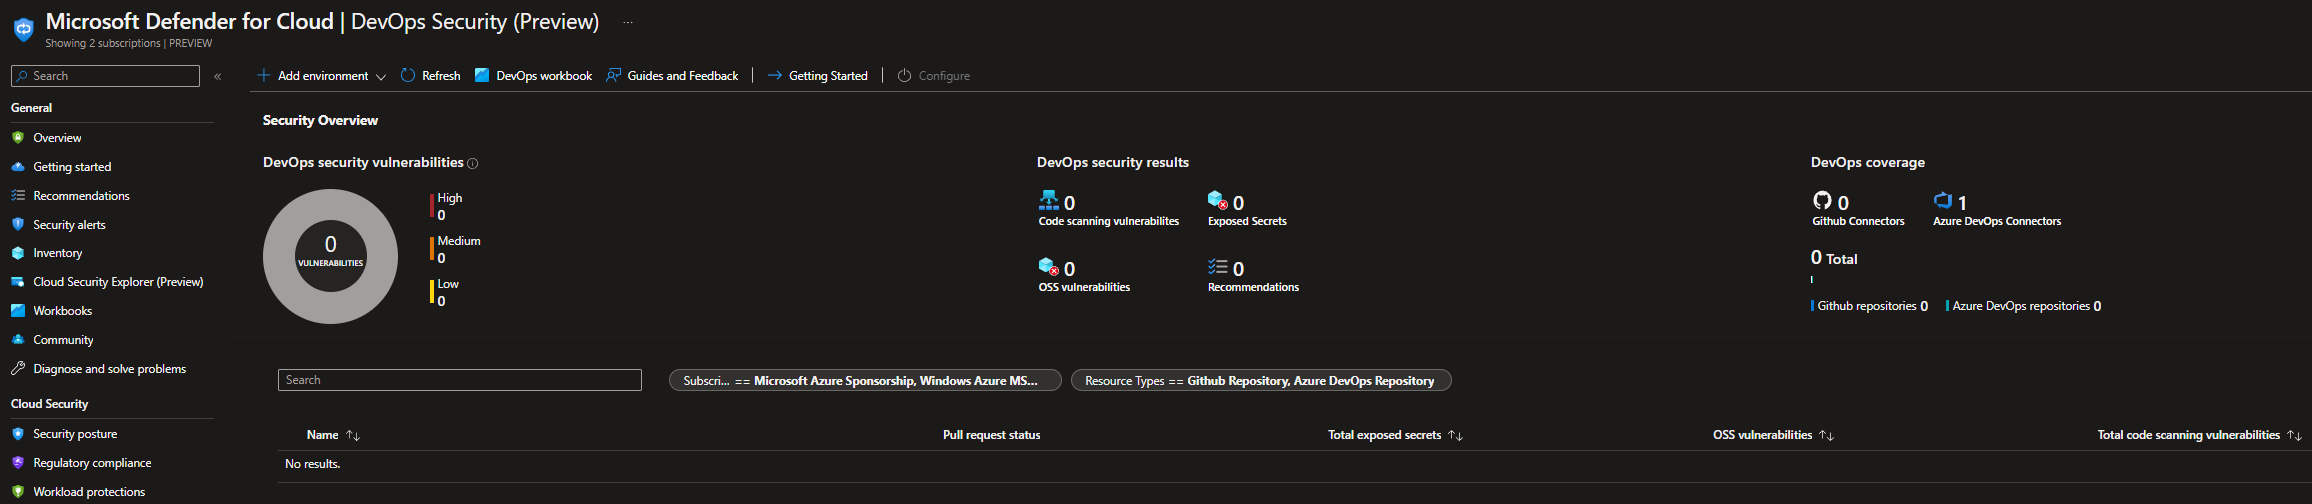 Microsoft Defender for Cloud | DevOps Security (Preview) ...
Showing 2 subscriptions | PREVIEW
Search «
Add environment Refresh DevOps workbook Guides and Feedback Getting Started Configure
General
Overview
Getting started
Recommendations
Security alerts
Inventory
Cloud Security Explorer (Preview)
Workbooks
Community
Diagnose and solve problems
Cloud Security
Security posture
Regulatory compliance
Workload protections
Security Overview
DevOps security vulnerabilities
0
VULNERABILITIES
High
0
Medium
0
Low
0
DevOps security results
0
Code scanning vulnerabilites
0
Exposed Secrets
0
OSS vulnerabilities
0
Recommendations
DevOps coverage
0
Github Connectors
1
Azure DevOps Connectors
0 Total
Github repositories 0 Azure DevOps repositories 0
Search
Subscri... == Microsoft Azure Sponsorship, Windows Azure MS...
Resource Types == Github Repository, Azure DevOps Repository
Name Pull request status Total exposed secrets OSS vulnerabilities Total code scanning vulnerabilities
No results.